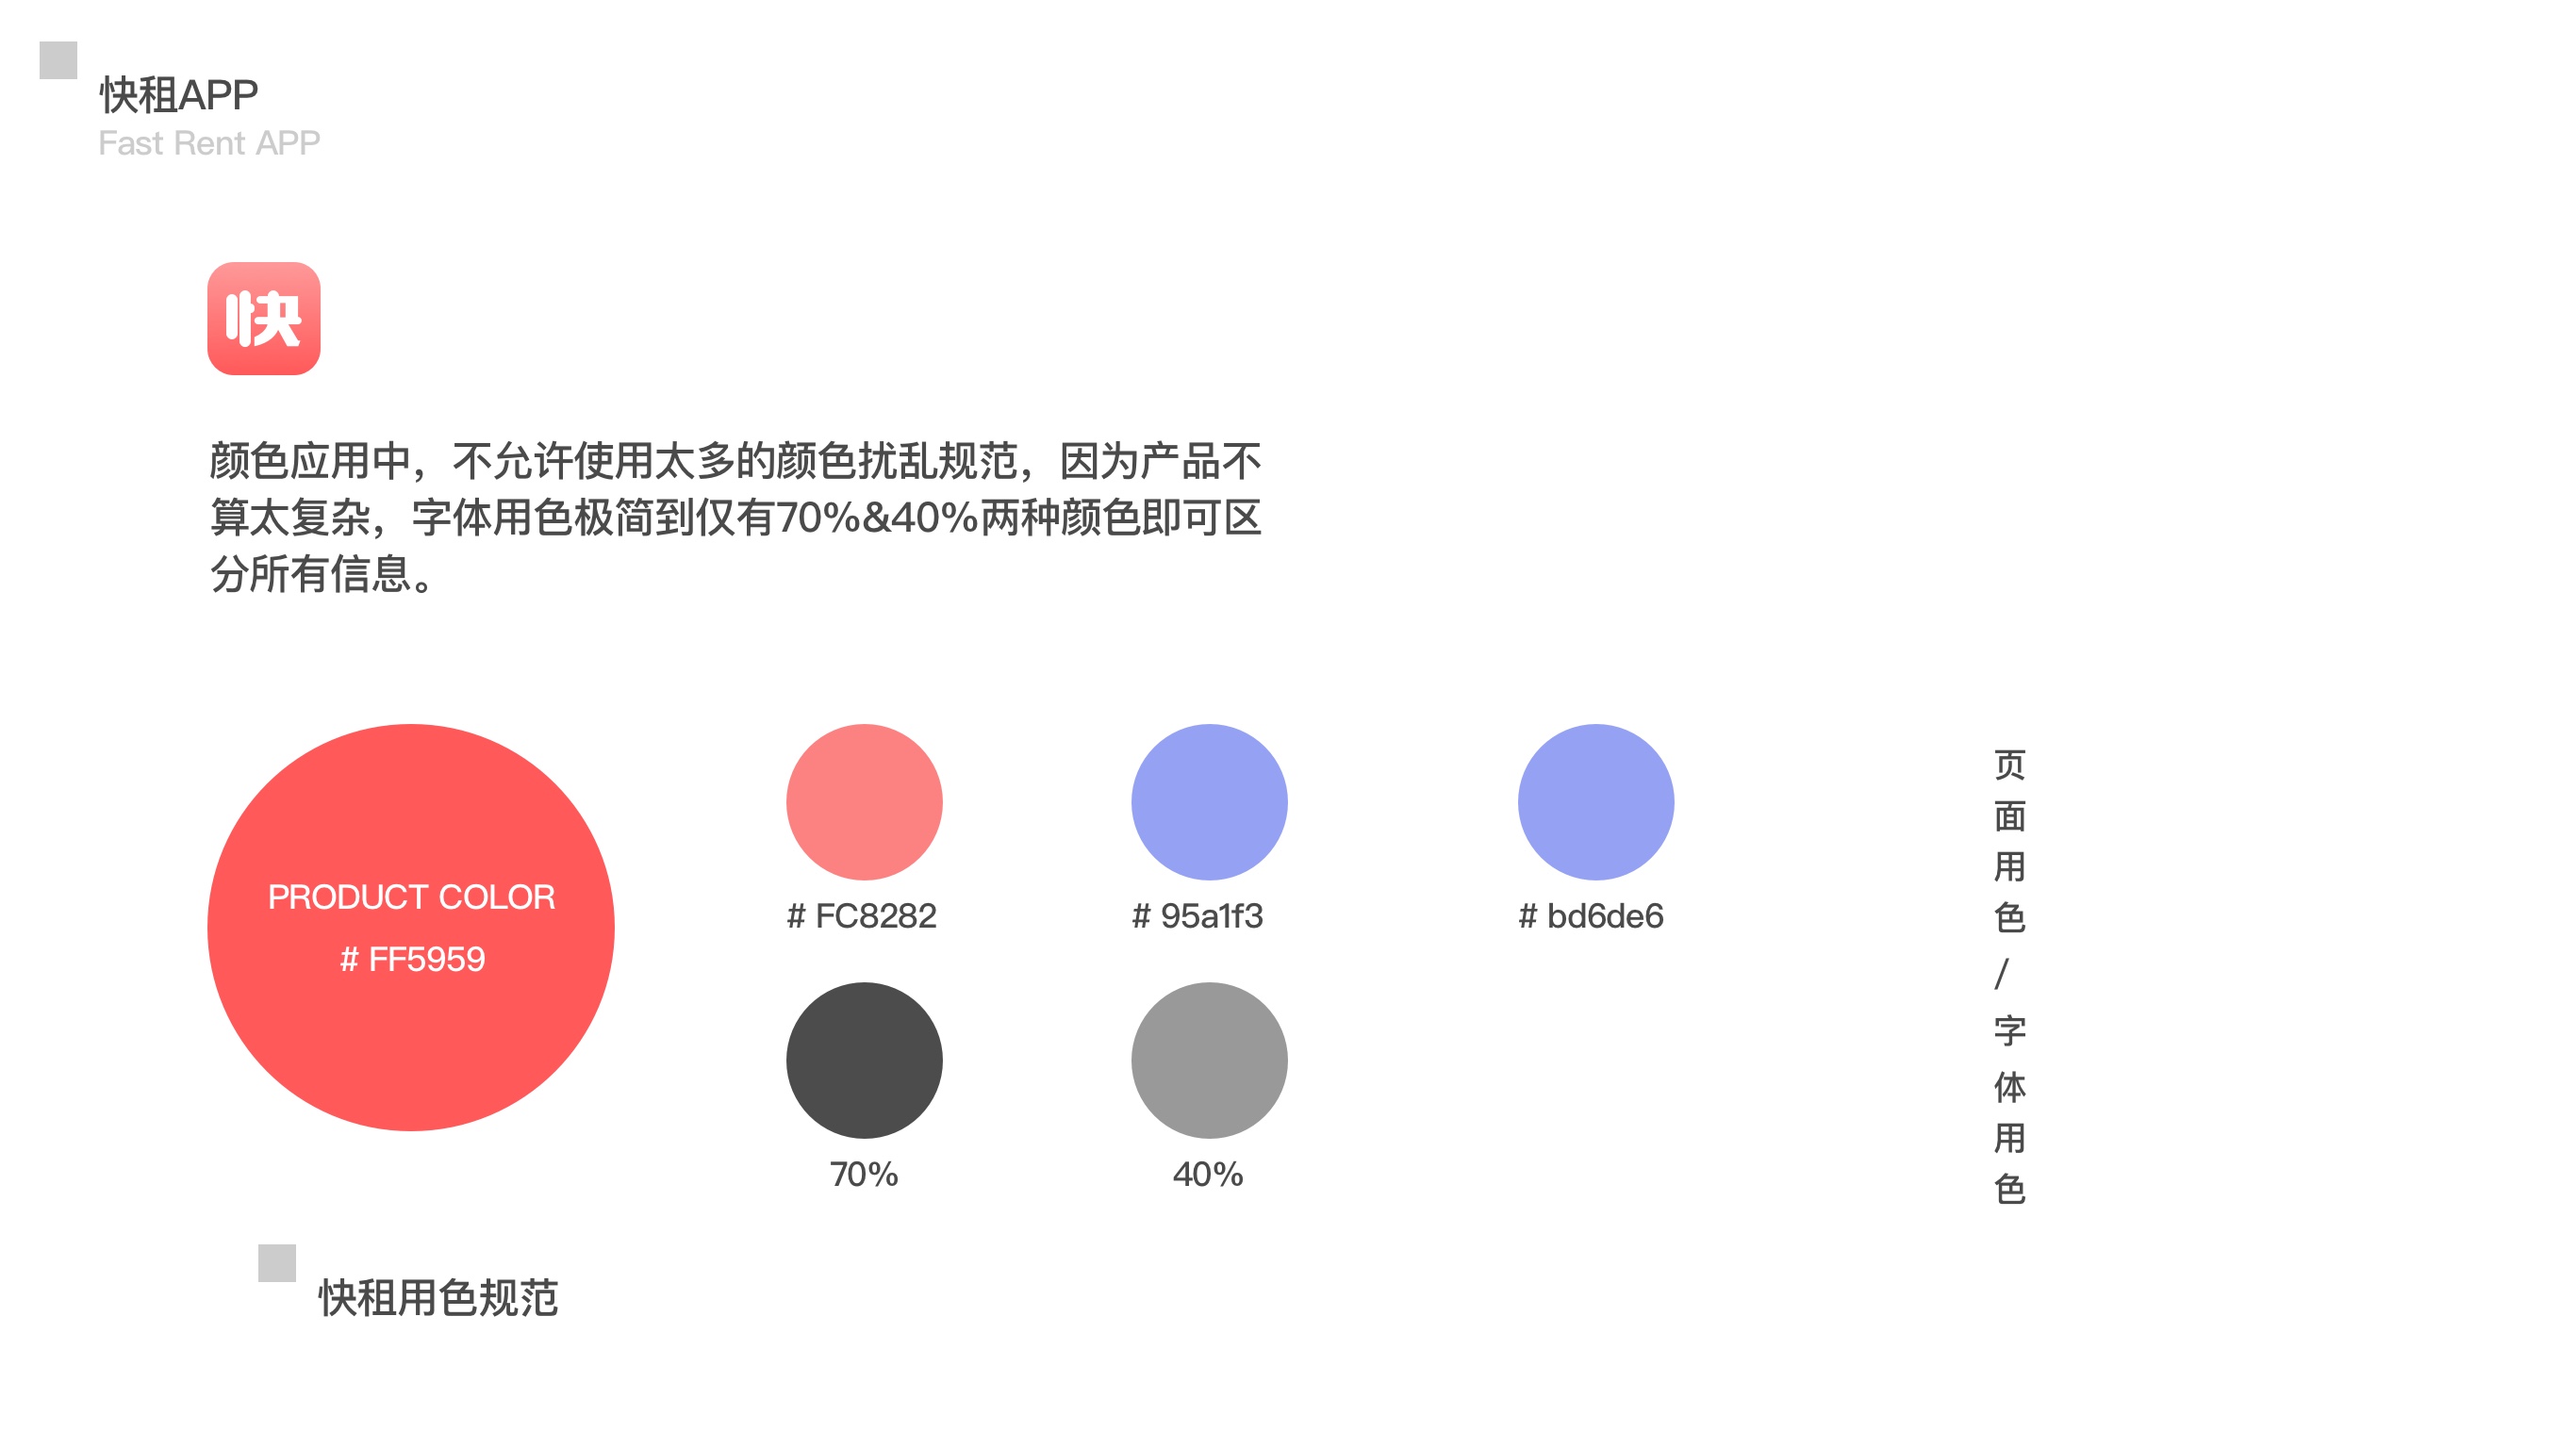 快租APP
Fast Rent APP
快
颜色应用中，不允许使用太多的颜色扰乱规范，因为产品不
算太复杂，字体用色极简到仅有70%&40%两种颜色即可区
分所有信息。
PRODUCT COLOR
# FF5959
# FC8282
# 95a1f3
# bd6de6
70%
40%
页面用色/字体用色
快租用色规范